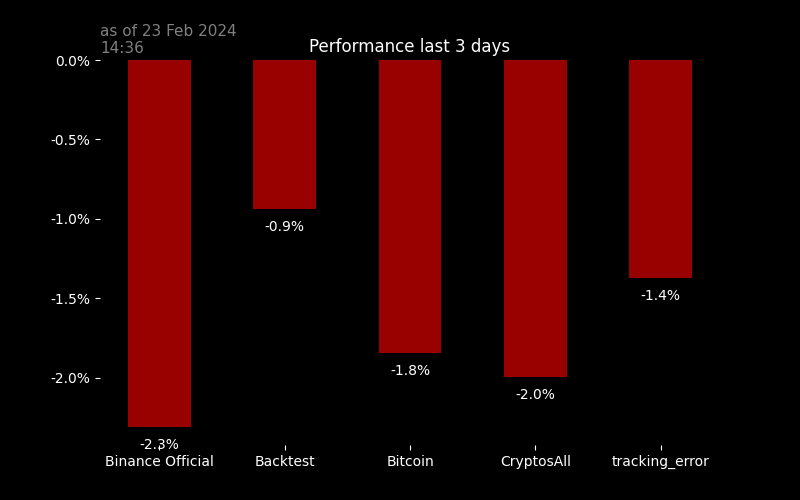 as of 23 Feb 2024
14:36
Performance last 3 days
0.0%
-0.5%
-1.0%
-1.5%
-2.0%
-2.3%
-0.9%
-1.8%
-2.0%
-1.4%
Binance Official
Backtest
Bitcoin
CryptosAll
tracking_error